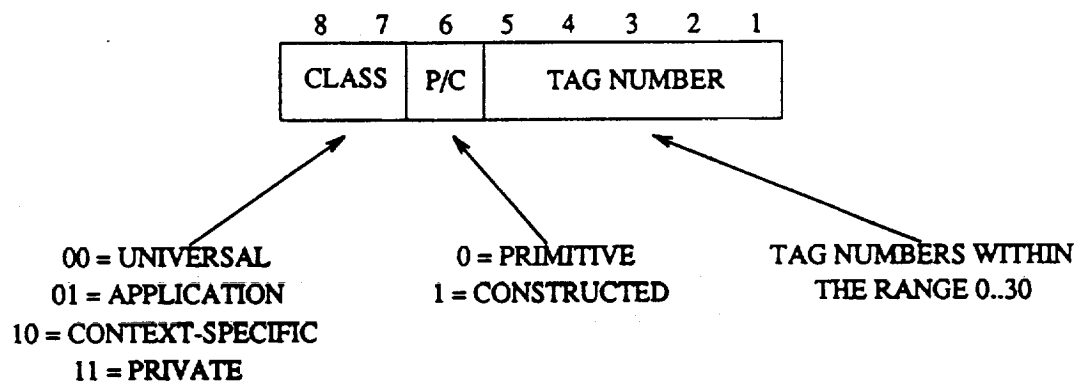 8 7 6 5 4 3 2 1
CLASS P/C TAG NUMBER
00 = UNIVERSAL
01 = APPLICATION
10 = CONTEXT-SPECIFIC
11 = PRIVATE
0 = PRIMITIVE
1 = CONSTRUCTED
TAG NUMBERS WITHIN
THE RANGE 0..30